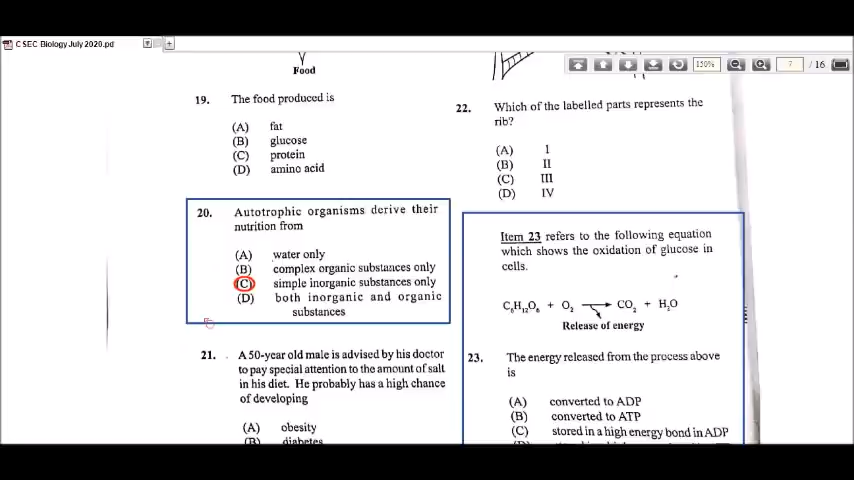 CSEC Biology July 2020.pd
150%
7 / 16
Food
19. The food produced is
(A) fat
(B) glucose
(C) protein
(D) amino acid
20. Autotrophic organisms derive their
nutrition from
(A) water only
(B) complex organic substances only
(C) simple inorganic substances only
(D) both inorganic and organic
substances
21. A 50-year old male is advised by his doctor
to pay special attention to the amount of salt
in his diet. He probably has a high chance
of developing
(A) obesity
(B) diabetes
22. Which of the labelled parts represents the
rib?
(A) I
(B) II
(C) III
(D) IV
Item 23 refers to the following equation
which shows the oxidation of glucose in
cells.
C₆H₁₂O₆ + O₂ → CO₂ + H₂O
Release of energy
23. The energy released from the process above
is
(A) converted to ADP
(B) converted to ATP
(C) stored in a high energy bond in ADP